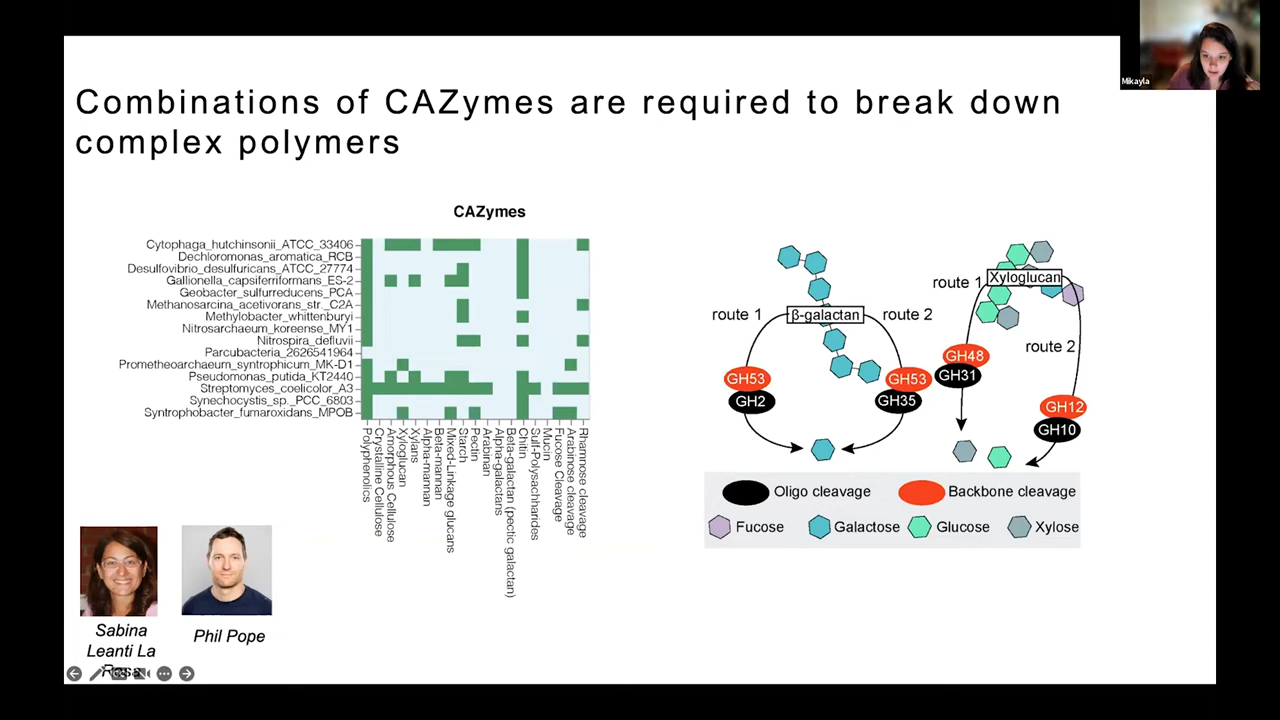 Mikayla
Combinations of CAZymes are required to break down
complex polymers
CAZymes
Cytophaga_hutchinsonii_ATCC_33406
Dechloromonas_aromatica_RCB
Desulfovibrio_desulfuricans_ATCC_27774
Gallionella_capsiferriformans_ES-2
Geobacter_sulfurreducens_PCA
Methanosarcina_acetivorans_str._C2A
Methylobacter_whittenburyi
Nitrosarchaeum_koreense_MY1
Nitrospira_defluvii
Parcubacteria_2626541964
Prometheoarchaeum_syntrophicum_MK-D1
Pseudomonas_putida_KT2440
Streptomyces_coelicolor_A3
Synechocystis_sp._PCC_6803
Syntrophobacter_fumaroxidans_MPOB
Polyphenolics
Crystalline Cellulose
Amorphous Cellulose
Xyloglucan
Xylans
Alpha-mannan
Beta-mannan
Mixed-Linkage glucans
Starch
Pectin
Arabinan
Alpha-galactans
Beta-galactan (pectic galactan)
Chitin
Sulf-Polysachharides
Mucin
Fucose Cleavage
Arabinose cleavage
Rhamnose cleavage
route 1
β-galactan
route 2
GH53
GH2
GH53
GH35
route 1
Xyloglucan
route 2
GH48
GH31
GH12
GH10
Oligo cleavage
Backbone cleavage
Fucose
Galactose
Glucose
Xylose
Sabina
Leanti La
Rosa
Phil Pope